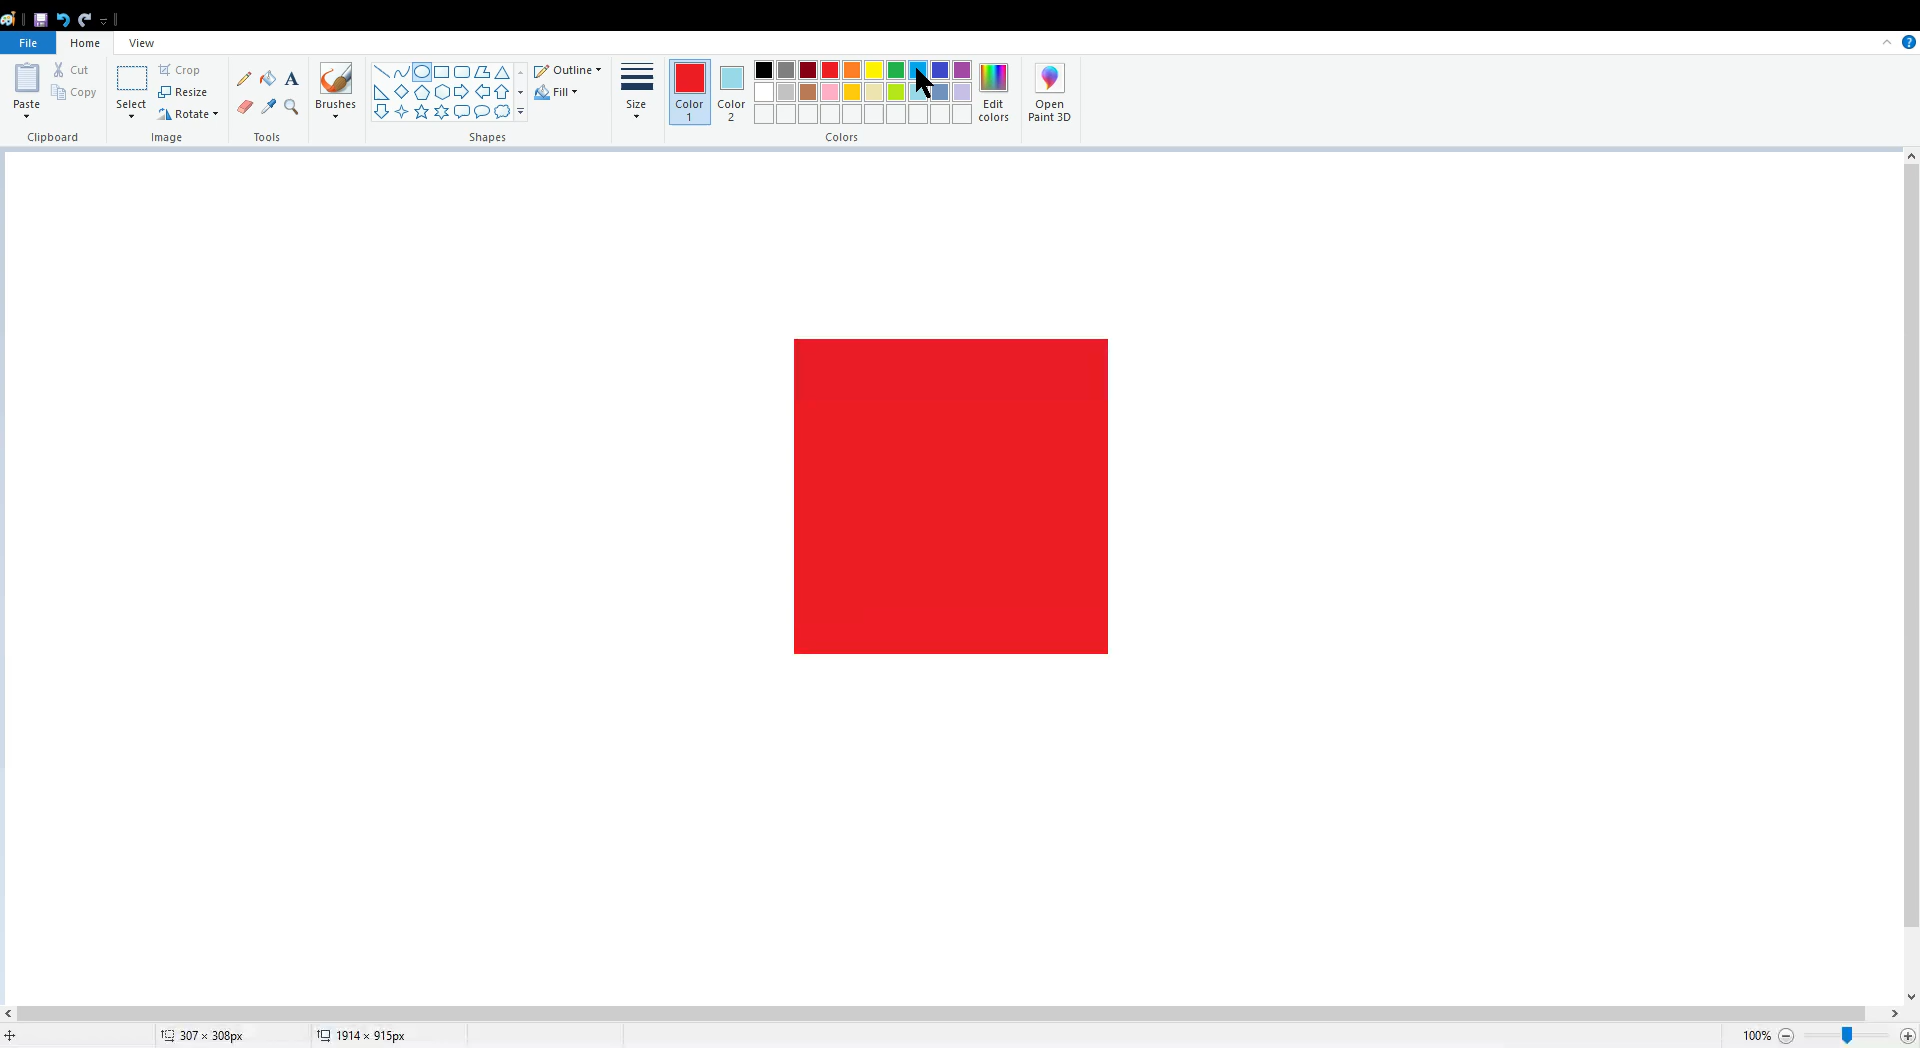 File Home View
Paste
Cut
Copy
Clipboard
Select
Crop
Resize
Rotate
Image
A
Tools
Brushes
Shapes
Outline
Fill
Size
Color 1
Color 2
Colors
Edit colors
Open Paint 3D
?
307 × 308px
1914 × 915px
100%